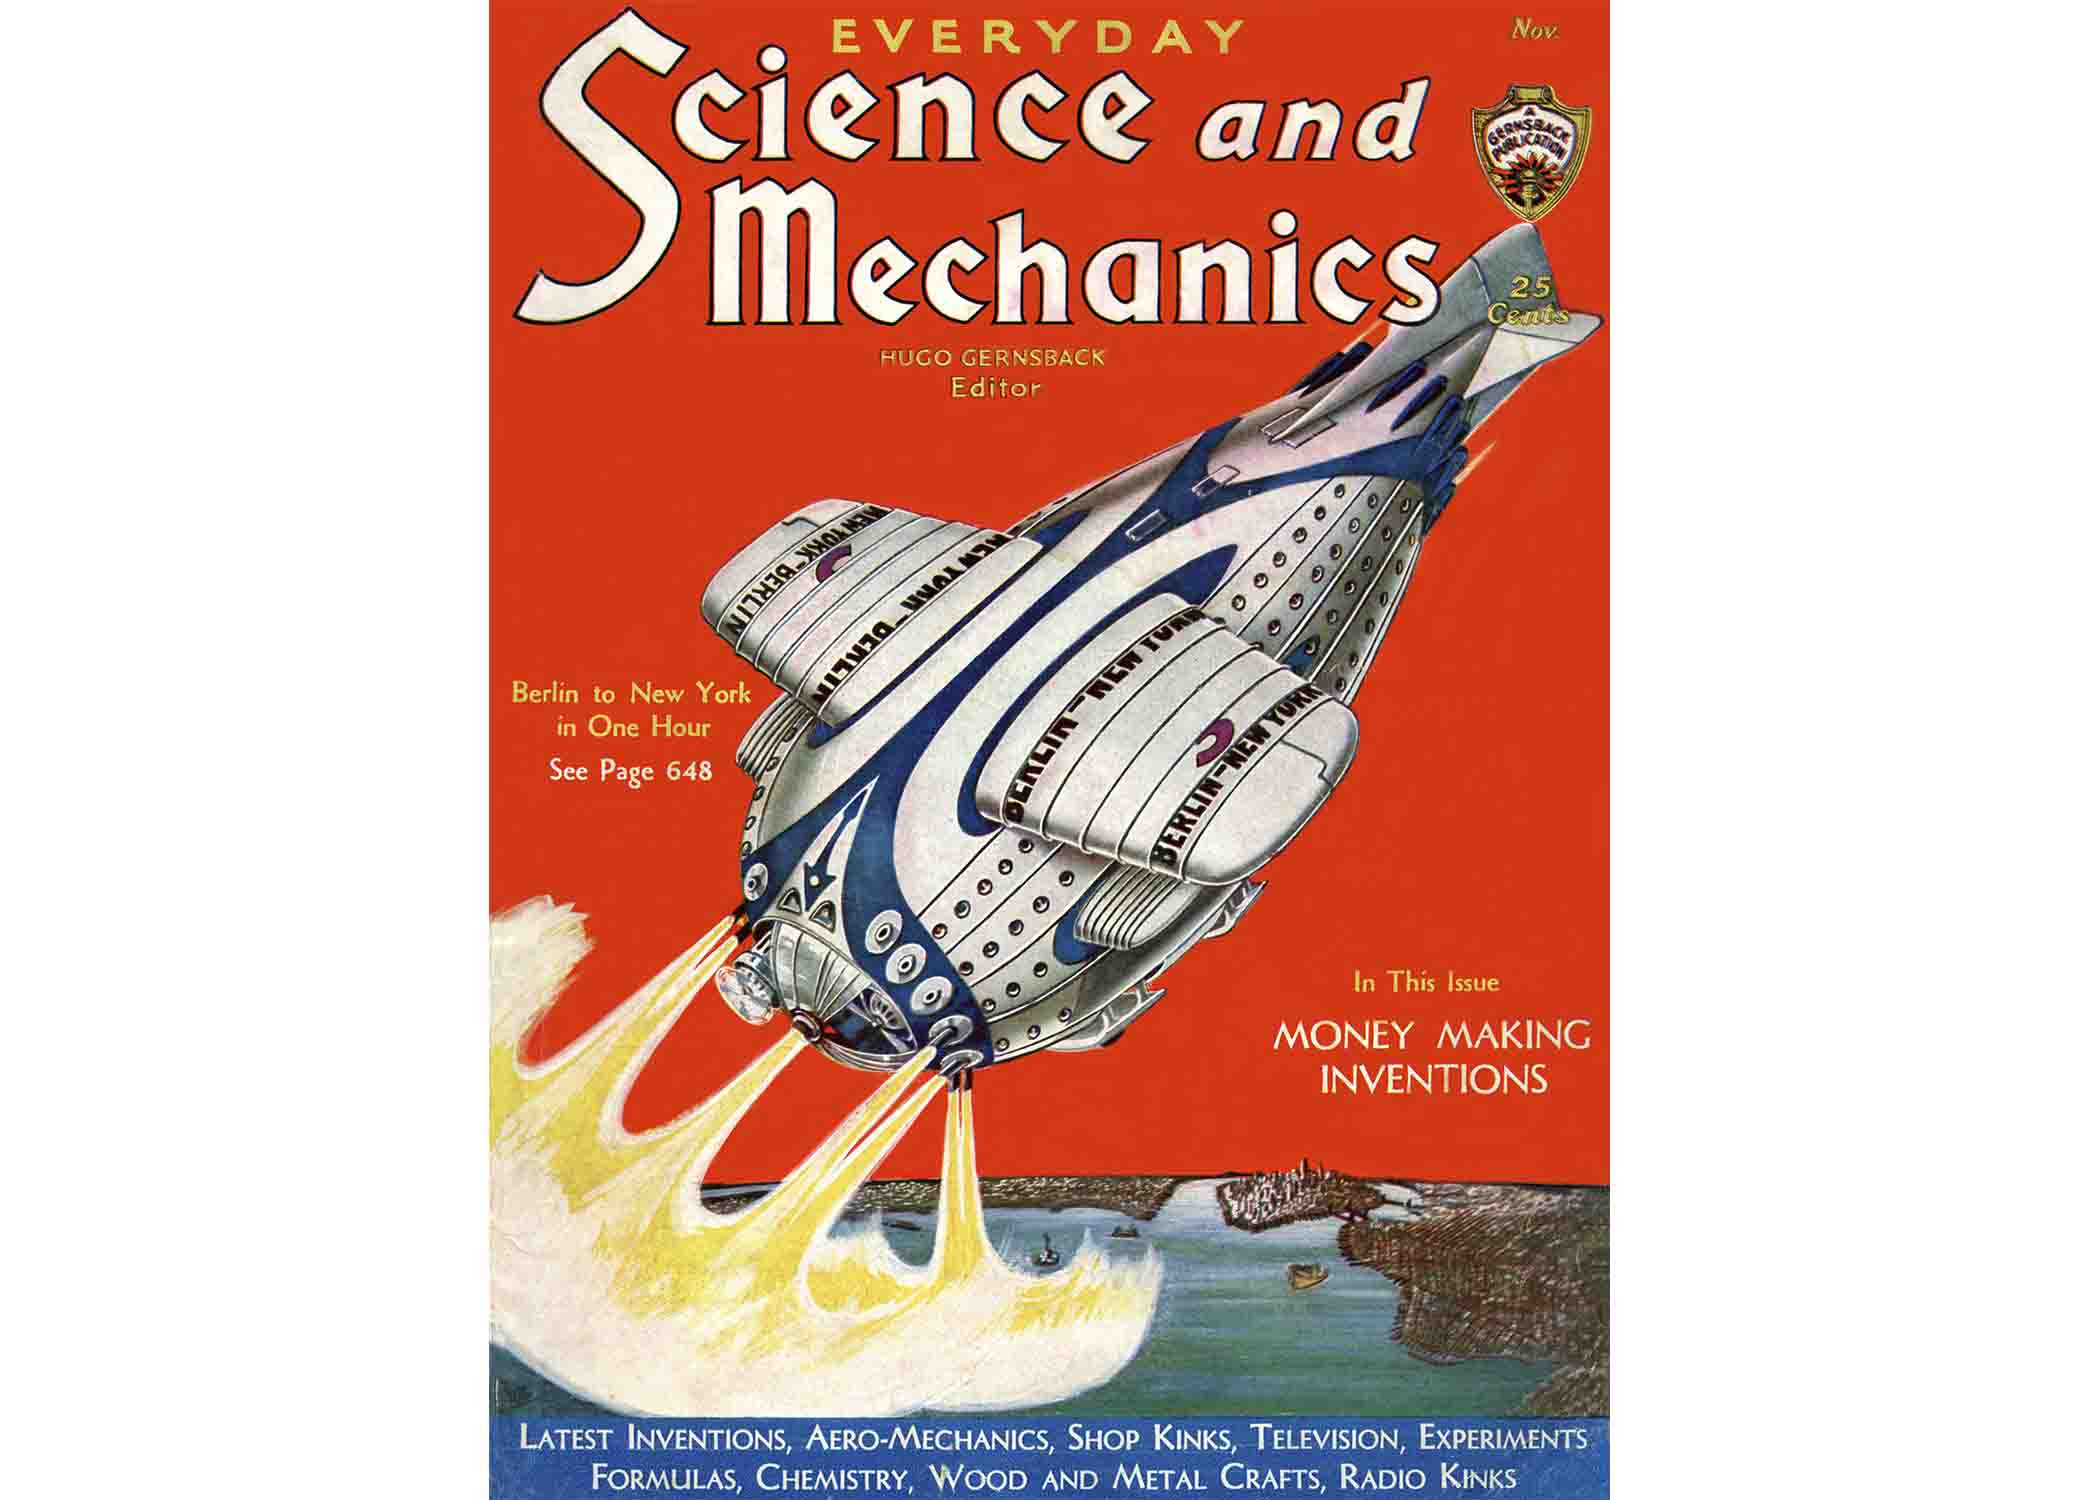 EVERYDAY
Nov.
Science and
Mechanics
A
GERNSBACK
PUBLICATION
25
Cents
HUGO GERNSBACK
Editor
NEW YORK-BERLIN
NEW YORK-BERLIN
BERLIN-NEW YORK
BERLIN-NEW YORK
Berlin to New York
in One Hour
See Page 648
In This Issue
MONEY MAKING
INVENTIONS
LATEST INVENTIONS, AERO-MECHANICS, SHOP KINKS, TELEVISION, EXPERIMENTS
FORMULAS, CHEMISTRY, WOOD AND METAL CRAFTS, RADIO KINKS